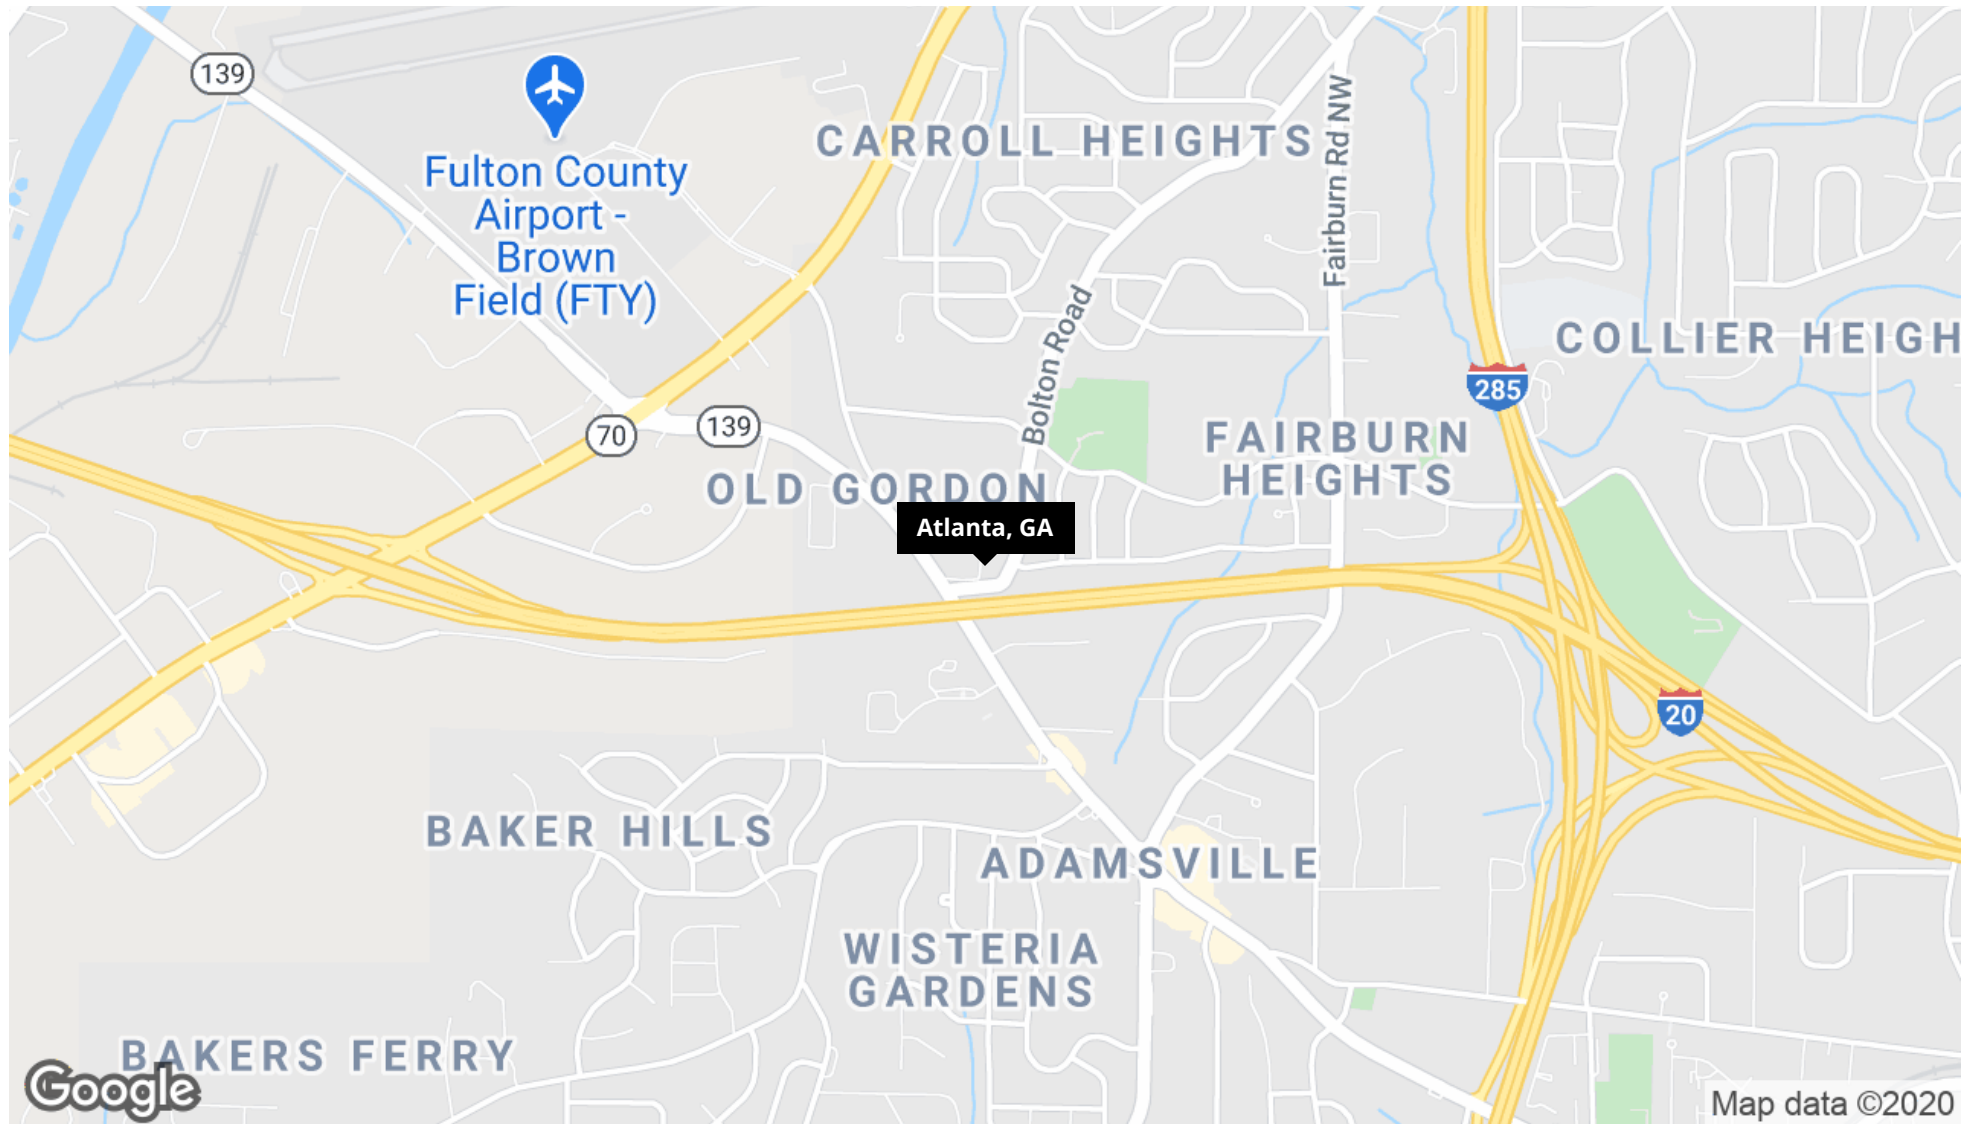 139
Fulton County
Airport -
Brown
Field (FTY)
CARROLL HEIGHTS
Fairburn Rd NW
Bolton Road
COLLIER HEIGH
285
70
139
FAIRBURN
HEIGHTS
OLD GORDON
Atlanta, GA
20
BAKER HILLS
ADAMSVILLE
WISTERIA
GARDENS
BAKERS FERRY
Google
Map data ©2020